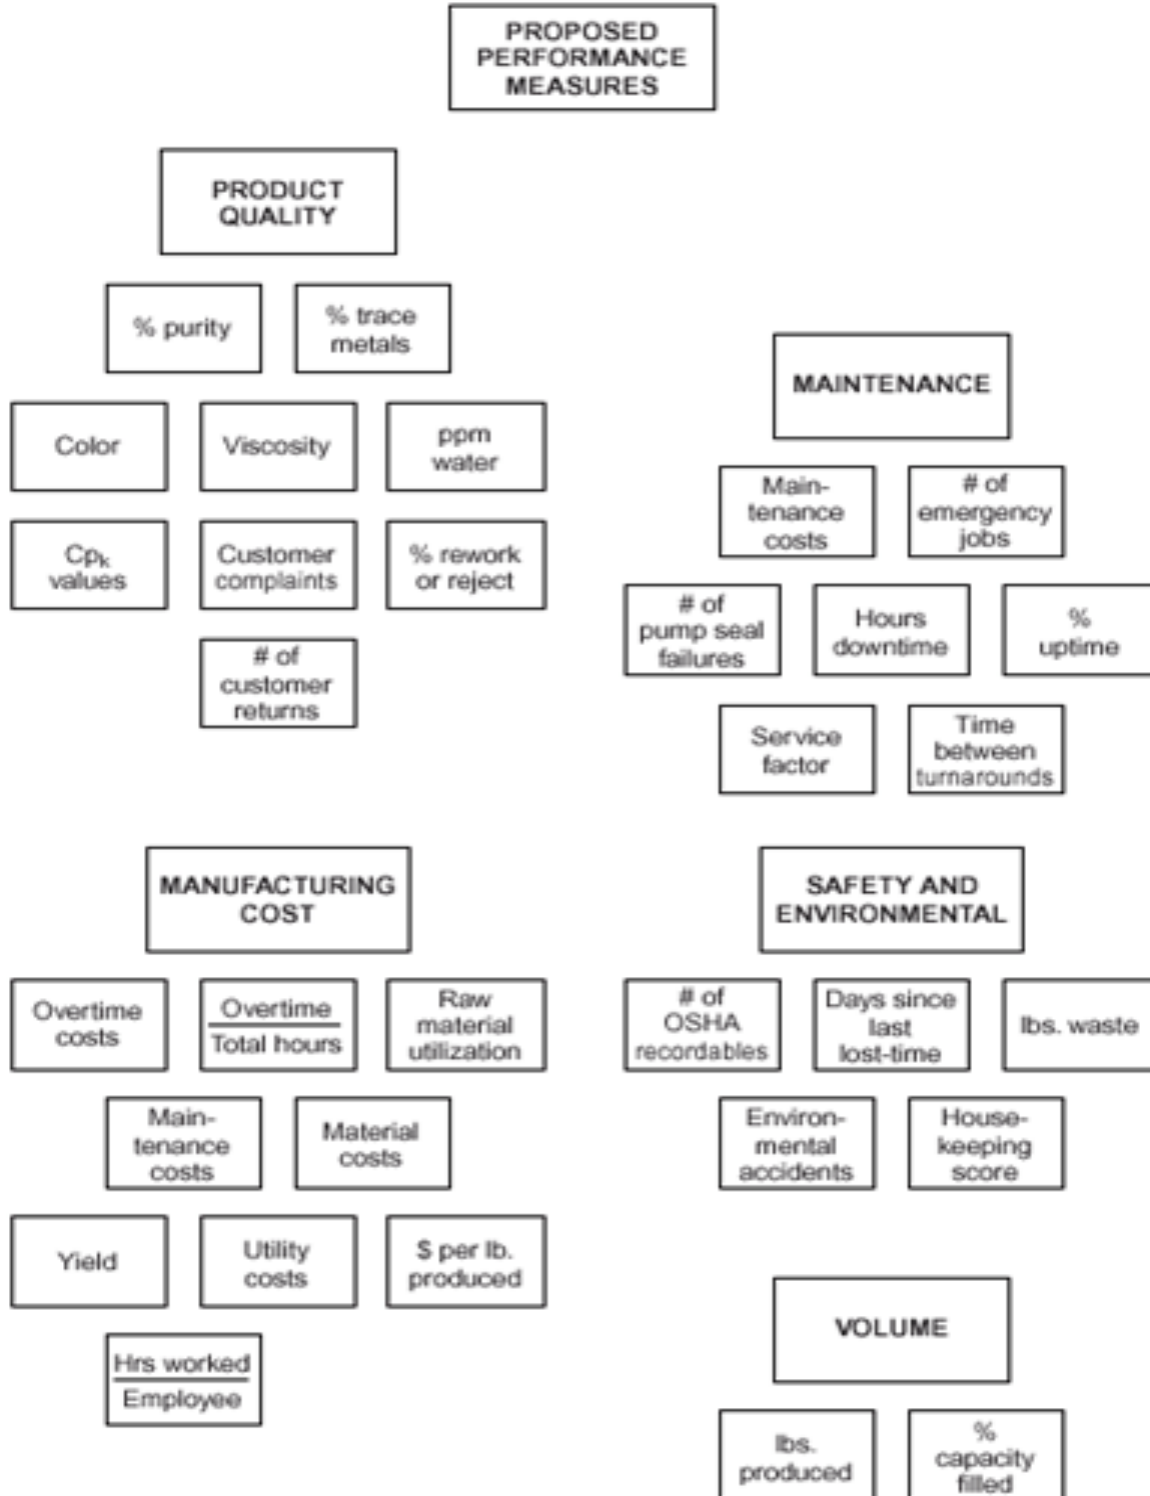 PROPOSED
PERFORMANCE
MEASURES
PRODUCT
QUALITY
% purity
% trace
metals
Color
Viscosity
ppm
water
Cpk
values
Customer
complaints
% rework
or reject
# of
customer
returns
MAINTENANCE
Main-
tenance
costs
# of
emergency
jobs
# of
pump seal
failures
Hours
downtime
%
uptime
Service
factor
Time
between
turnarounds
MANUFACTURING
COST
Overtime
costs
Overtime
Total hours
Raw
material
utilization
Main-
tenance
costs
Material
costs
Yield
Utility
costs
$ per lb.
produced
Hrs worked
Employee
SAFETY AND
ENVIRONMENTAL
# of
OSHA
recordables
Days since
last
lost-time
lbs. waste
Environ-
mental
accidents
House-
keeping
score
VOLUME
lbs.
produced
%
capacity
filled